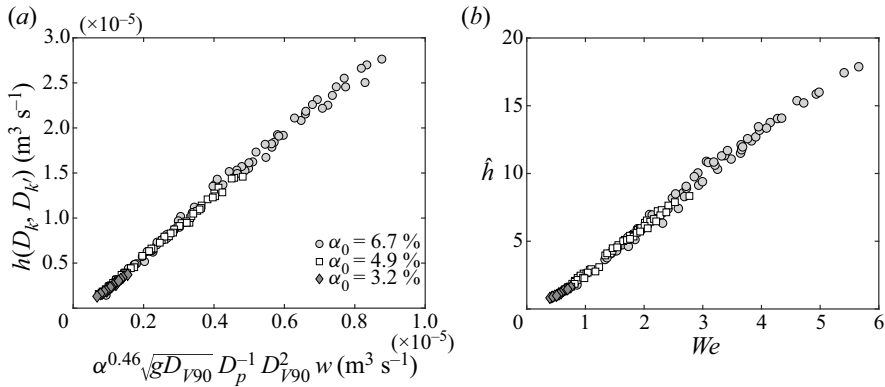 (a)
(×10⁻⁵)
3.0
2.5
2.0
1.5
1.0
0.5
0
0.2
0.4
0.6
0.8
1.0
(×10⁻⁵)
h(D_k, D_k′) (m³ s⁻¹)
α₀ = 6.7 %
α₀ = 4.9 %
α₀ = 3.2 %
α^0.46 √(gD_V90) D_p⁻¹ D²_V90 w (m³ s⁻¹)
(b)
20
15
10
5
0
1
2
3
4
5
6
ĥ
We